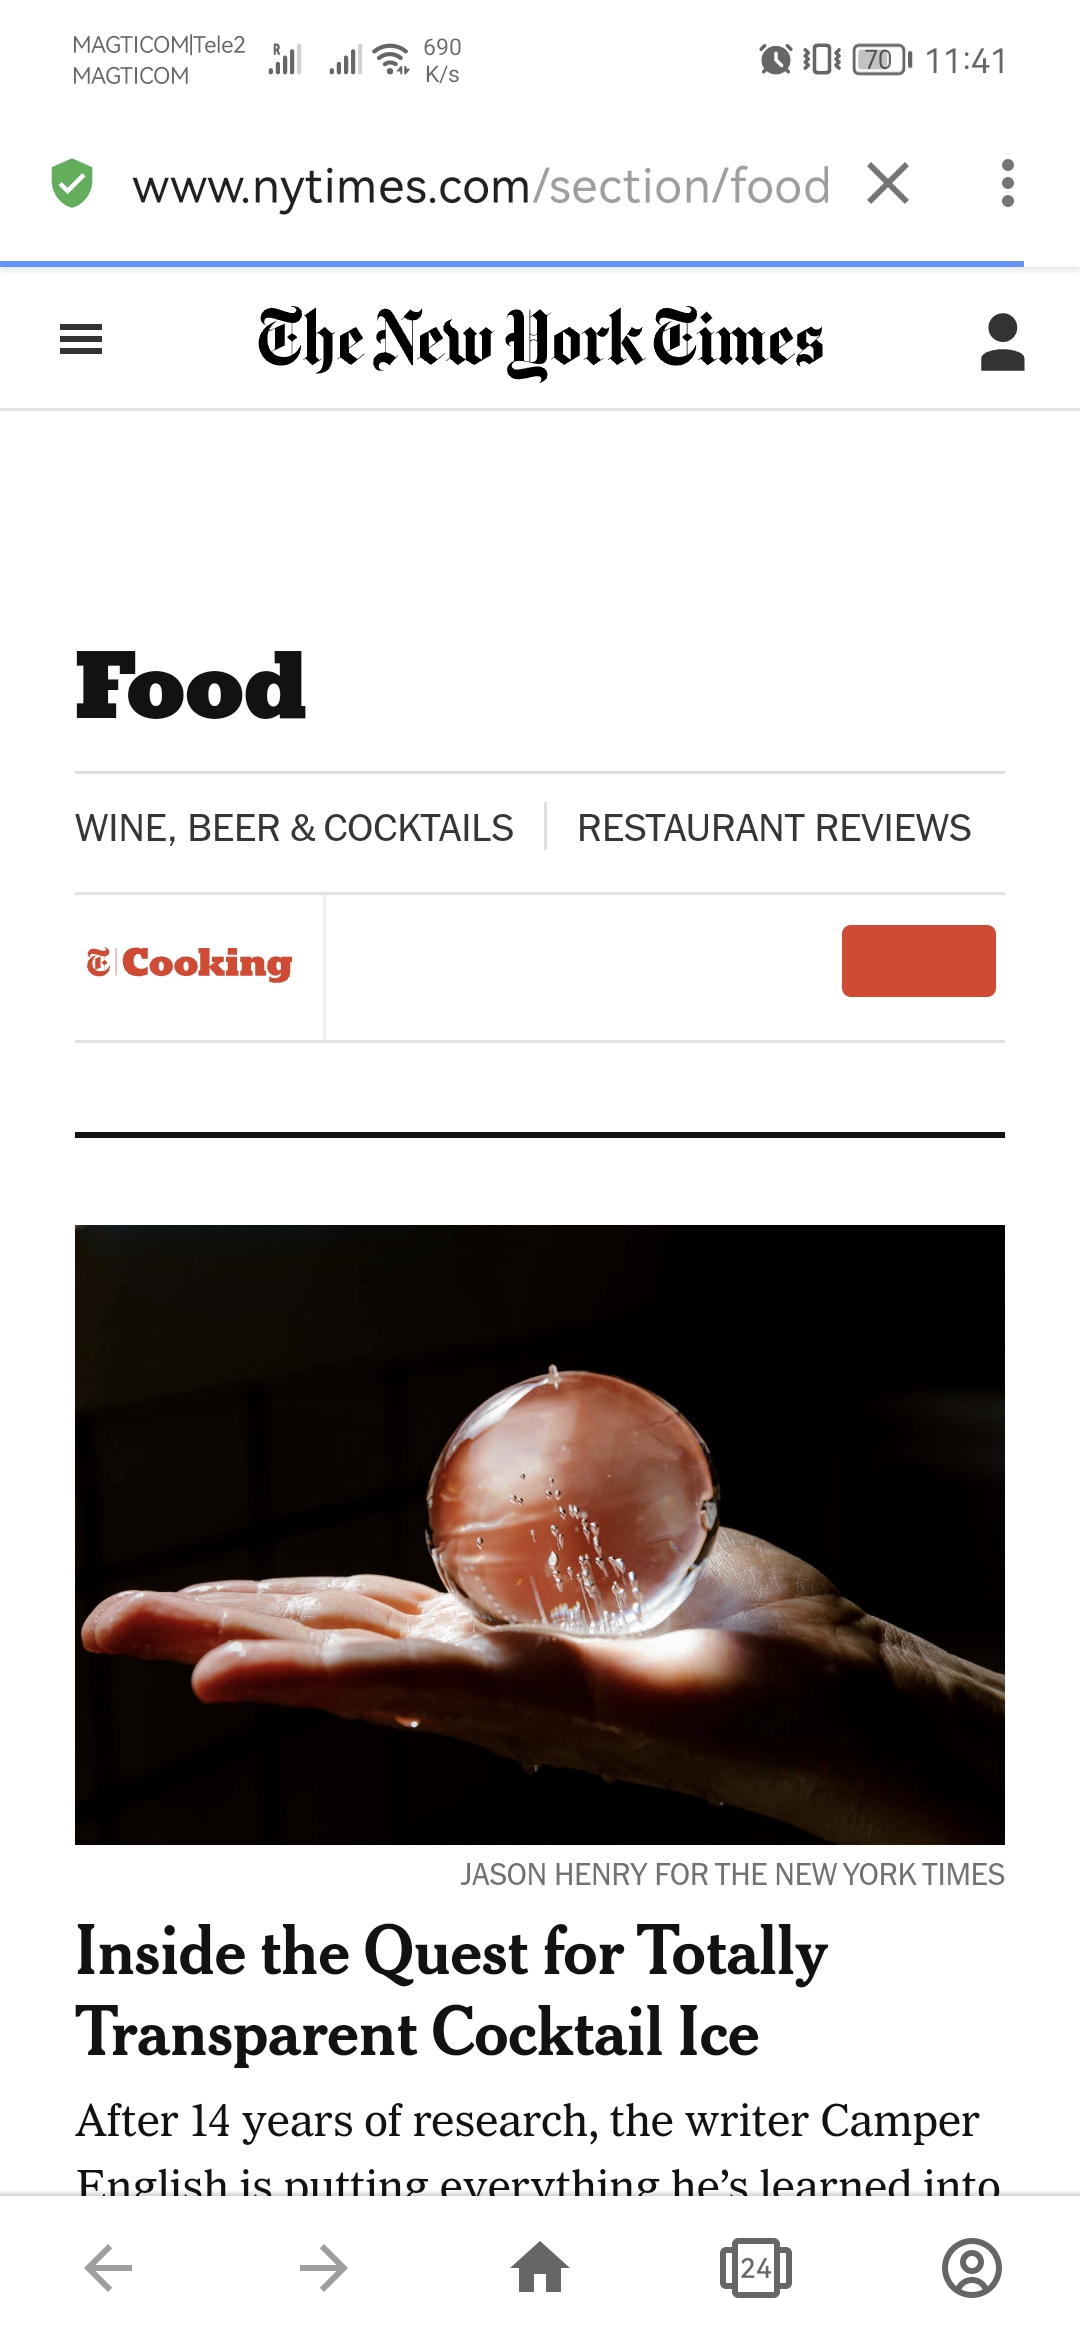 MAGTICOM|Tele2
MAGTICOM
R
690
K/s
70
11:41
www.nytimes.com/section/food
The New York Times
Food
WINE, BEER & COCKTAILS
RESTAURANT REVIEWS
T Cooking
JASON HENRY FOR THE NEW YORK TIMES
Inside the Quest for Totally
Transparent Cocktail Ice
After 14 years of research, the writer Camper
English is putting everything he’s learned into
24